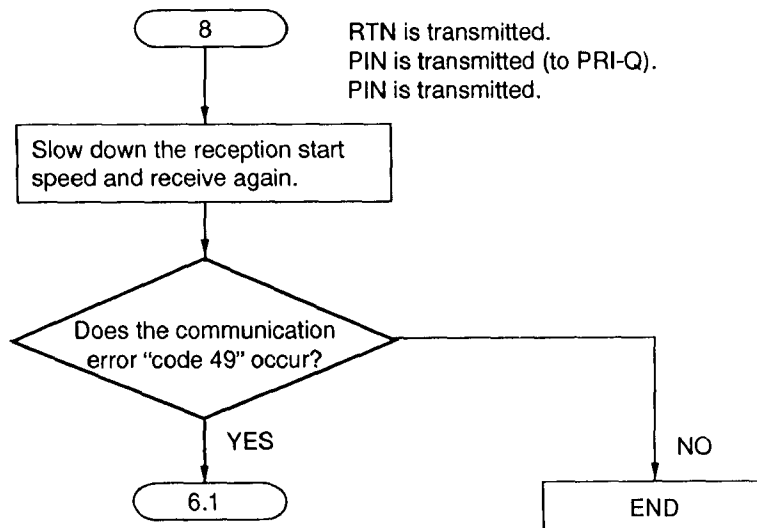 8
RTN is transmitted.
PIN is transmitted (to PRI-Q).
PIN is transmitted.
Slow down the reception start
speed and receive again.
Does the communication
error “code 49” occur?
YES
NO
6.1
END